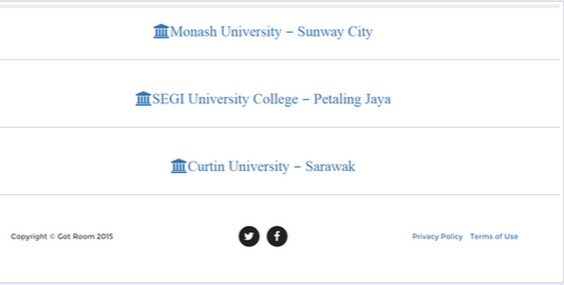 Monash University – Sunway City
SEGI University College – Petaling Jaya
Curtin University – Sarawak
Copyright © Got Room 2015
Privacy Policy Terms of Use